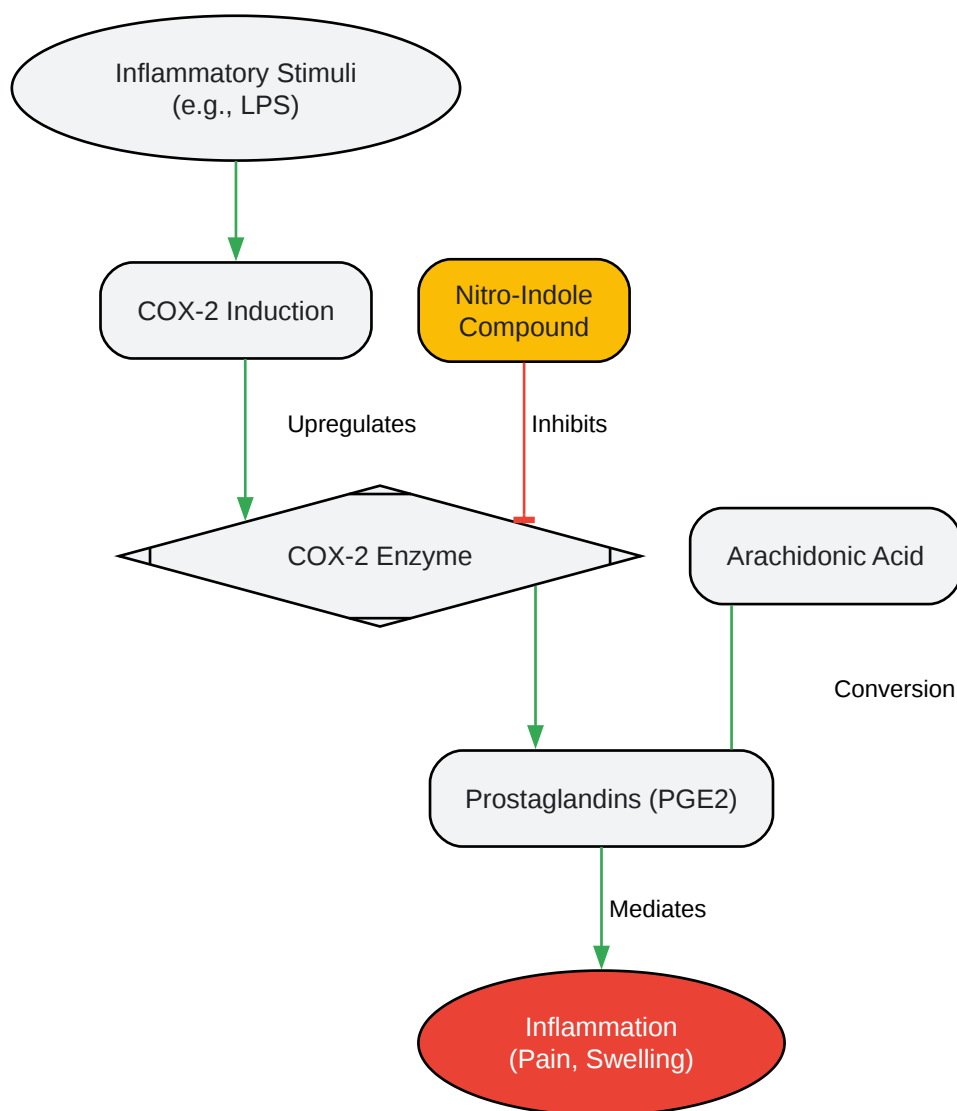 Inflammatory Stimuli
(e.g., LPS)
COX-2 Induction
Nitro-Indole
Compound
Upregulates
Inhibits
COX-2 Enzyme
Arachidonic Acid
Conversion
Prostaglandins (PGE2)
Mediates
Inflammation
(Pain, Swelling)